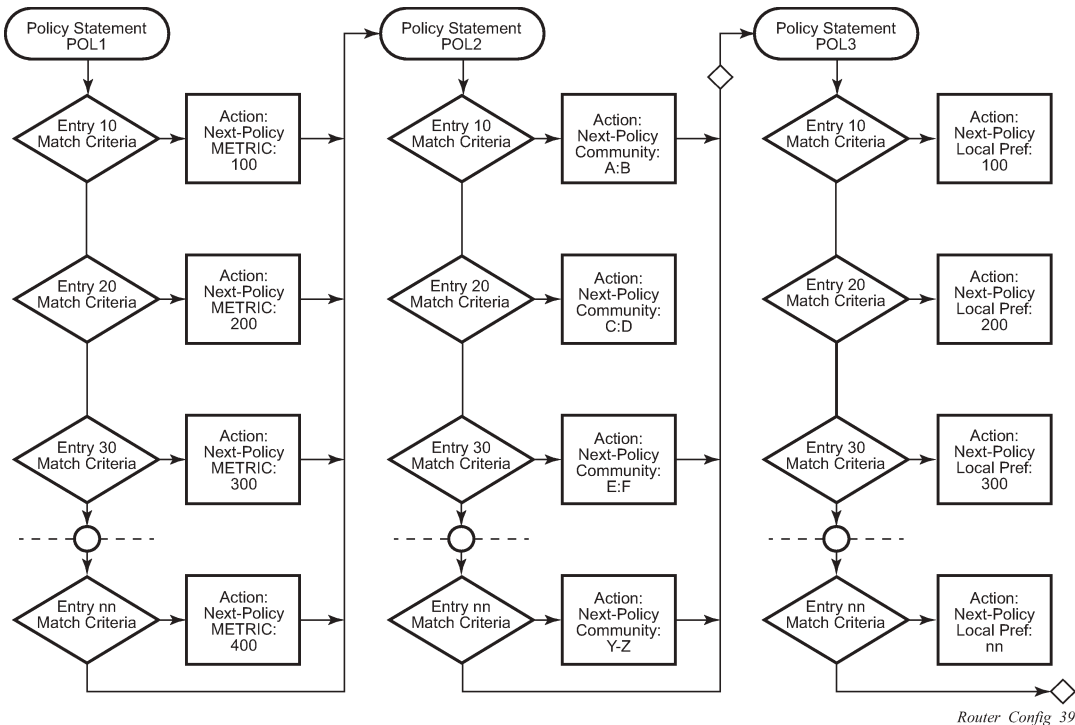 Policy Statement
POL1
Entry 10
Match Criteria
Action:
Next-Policy
METRIC:
100
Entry 20
Match Criteria
Action:
Next-Policy
METRIC:
200
Entry 30
Match Criteria
Action:
Next-Policy
METRIC:
300
Entry nn
Match Criteria
Action:
Next-Policy
METRIC:
400
Policy Statement
POL2
Entry 10
Match Criteria
Action:
Next-Policy
Community:
A:B
Entry 20
Match Criteria
Action:
Next-Policy
Community:
C:D
Entry 30
Match Criteria
Action:
Next-Policy
Community:
E:F
Entry nn
Match Criteria
Action:
Next-Policy
Community:
Y-Z
Policy Statement
POL3
Entry 10
Match Criteria
Action:
Next-Policy
Local Pref:
100
Entry 20
Match Criteria
Action:
Next-Policy
Local Pref:
200
Entry 30
Match Criteria
Action:
Next-Policy
Local Pref:
300
Entry nn
Match Criteria
Action:
Next-Policy
Local Pref:
nn
Router_Config_39